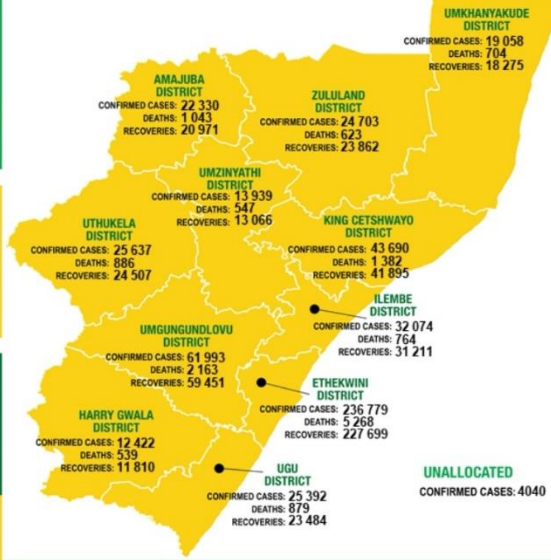 UMKHANYAKUDE
DISTRICT
CONFIRMED CASES: 19 058
DEATHS: 704
RECOVERIES: 18 275
AMAJUBA
DISTRICT
CONFIRMED CASES: 22 330
DEATHS: 1 043
RECOVERIES: 20 971
ZULULAND
DISTRICT
CONFIRMED CASES: 24 703
DEATHS: 623
RECOVERIES: 23 862
UMZINYATHI
DISTRICT
CONFIRMED CASES: 13 939
DEATHS: 547
RECOVERIES: 13 066
UTHUKELA
DISTRICT
CONFIRMED CASES: 25 637
DEATHS: 886
RECOVERIES: 24 507
KING CETSHWAYO
DISTRICT
CONFIRMED CASES: 43 690
DEATHS: 1 382
RECOVERIES: 41 895
ILEMBE
DISTRICT
CONFIRMED CASES: 32 074
DEATHS: 764
RECOVERIES: 31 211
UMGUNGUNDLOVU
DISTRICT
CONFIRMED CASES: 61 993
DEATHS: 2 163
RECOVERIES: 59 451
ETHEKWINI
DISTRICT
CONFIRMED CASES: 236 779
DEATHS: 5 268
RECOVERIES: 227 699
HARRY GWALA
DISTRICT
CONFIRMED CASES: 12 422
DEATHS: 539
RECOVERIES: 11 810
UGU
DISTRICT
CONFIRMED CASES: 25 392
DEATHS: 879
RECOVERIES: 23 484
UNALLOCATED
CONFIRMED CASES: 4040